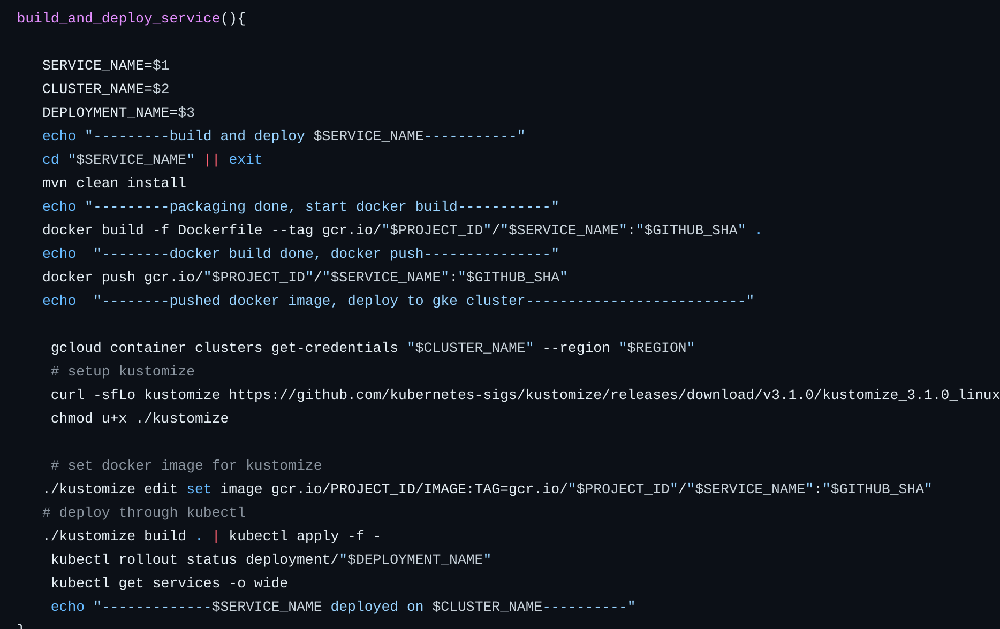 build_and_deploy_service(){
SERVICE_NAME=$1
CLUSTER_NAME=$2
DEPLOYMENT_NAME=$3
echo "---------build and deploy $SERVICE_NAME-----------"
cd "$SERVICE_NAME" || exit
mvn clean install
echo "---------packaging done, start docker build-----------"
docker build -f Dockerfile --tag gcr.io/"$PROJECT_ID"/"$SERVICE_NAME":"$GITHUB_SHA" .
echo  "--------docker build done, docker push---------------"
docker push gcr.io/"$PROJECT_ID"/"$SERVICE_NAME":"$GITHUB_SHA"
echo  "--------pushed docker image, deploy to gke cluster--------------------------"
gcloud container clusters get-credentials "$CLUSTER_NAME" --region "$REGION"
# setup kustomize
curl -sfLo kustomize https://github.com/kubernetes-sigs/kustomize/releases/download/v3.1.0/kustomize_3.1.0_linux
chmod u+x ./kustomize
# set docker image for kustomize
./kustomize edit set image gcr.io/PROJECT_ID/IMAGE:TAG=gcr.io/"$PROJECT_ID"/"$SERVICE_NAME":"$GITHUB_SHA"
# deploy through kubectl
./kustomize build . | kubectl apply -f -
kubectl rollout status deployment/"$DEPLOYMENT_NAME"
kubectl get services -o wide
echo "-------------$SERVICE_NAME deployed on $CLUSTER_NAME----------"
}